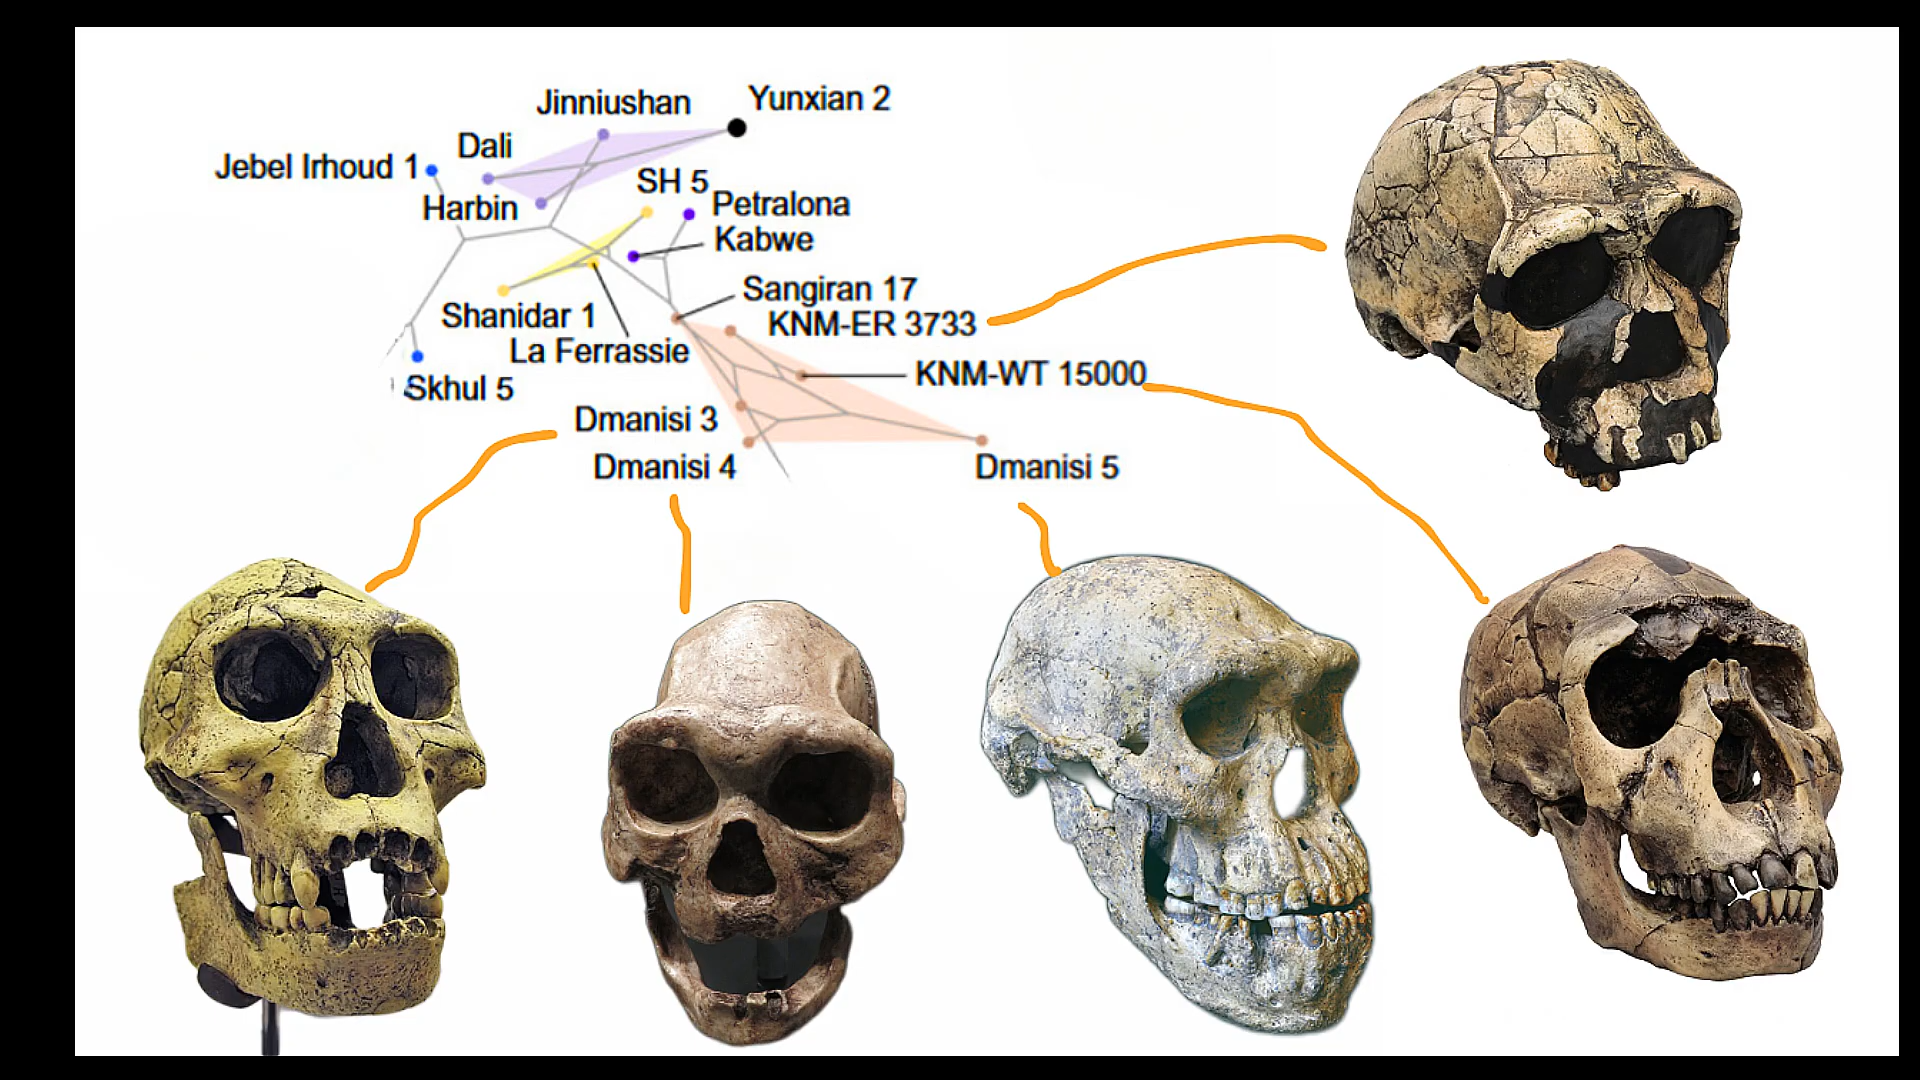 Jinniushan
Yunxian 2
Dali
Jebel Irhoud 1
SH 5
Harbin
Petralona
Kabwe
Sangiran 17
Shanidar 1
KNM-ER 3733
La Ferrassie
KNM-WT 15000
Skhul 5
Dmanisi 3
Dmanisi 4
Dmanisi 5